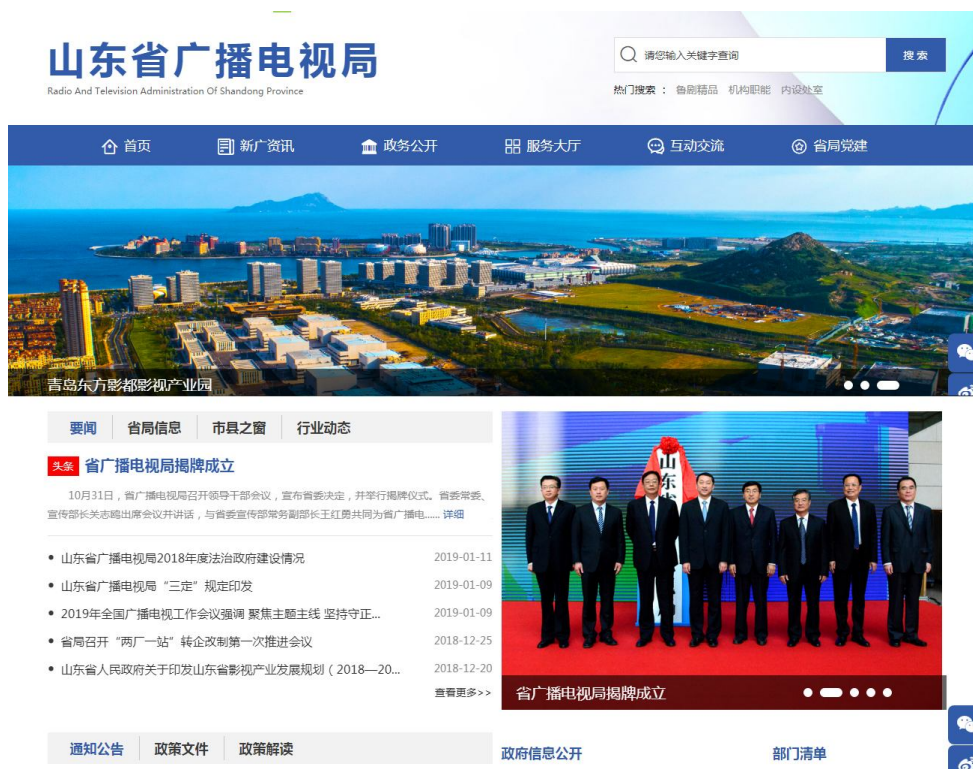 山东省广播电视局
Radio And Television Administration Of Shandong Province
请您输入关键字查询
搜索
热门搜索 ： 鲁剧精品 机构职能 内设处室
首页 新广资讯 政务公开 服务大厅 互动交流 省局党建
青岛东方影都影视产业园
要闻 省局信息 市县之窗 行业动态
头条 省广播电视局揭牌成立
10月31日，省广播电视局召开领导干部会议，宣布省委决定，并举行揭牌仪式。省委常委、
宣传部长关志鸥出席会议并讲话，与省委宣传部常务副部长王红勇共同为省广播电...... 详细
山东省广播电视局2018年度法治政府建设情况 2019-01-11
山东省广播电视局“三定”规定印发 2019-01-09
2019年全国广播电视工作会议强调 聚焦主题主线 坚持守正... 2019-01-09
省局召开“两厂一站”转企改制第一次推进会议 2018-12-25
山东省人民政府关于印发山东省影视产业发展规划（2018—20... 2018-12-20
查看更多>>
山东省
省广播电视局揭牌成立
通知公告 政策文件 政策解读
政府信息公开
部门清单